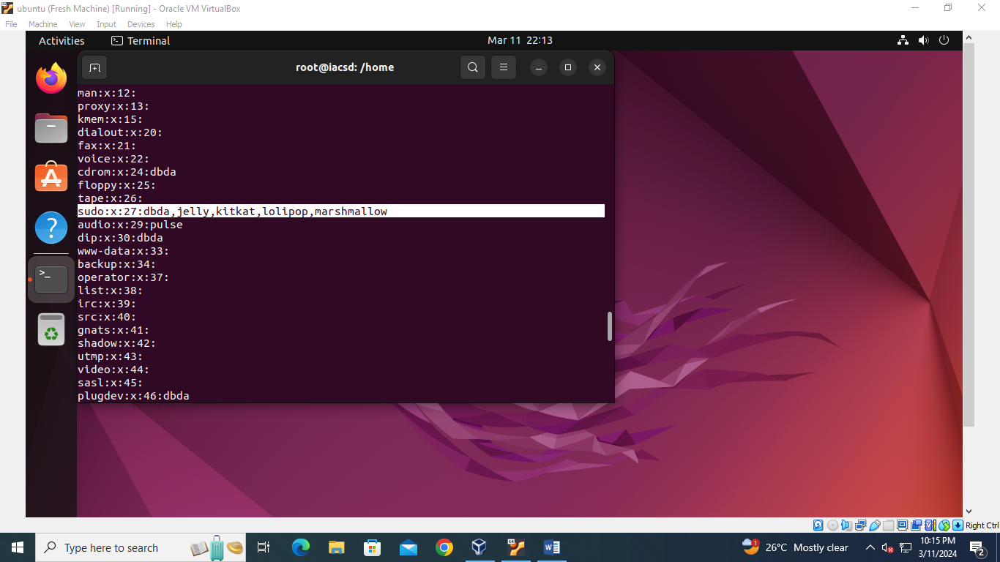 ubuntu (Fresh Machine) [Running] - Oracle VM VirtualBox
File Machine View Input Devices Help
Activities Terminal Mar 11 22:13
root@iacsd: /home
man:x:12:
proxy:x:13:
kmem:x:15:
dialout:x:20:
fax:x:21:
voice:x:22:
cdrom:x:24:dbda
floppy:x:25:
tape:x:26:
sudo:x:27:dbda,jelly,kitkat,lolipop,marshmallow
audio:x:29:pulse
dip:x:30:dbda
www-data:x:33:
backup:x:34:
operator:x:37:
list:x:38:
irc:x:39:
src:x:40:
gnats:x:41:
shadow:x:42:
utmp:x:43:
video:x:44:
sasl:x:45:
plugdev:x:46:dbda
Right Ctrl
Type here to search
1
26°C Mostly clear
10:15 PM
3/11/2024
2